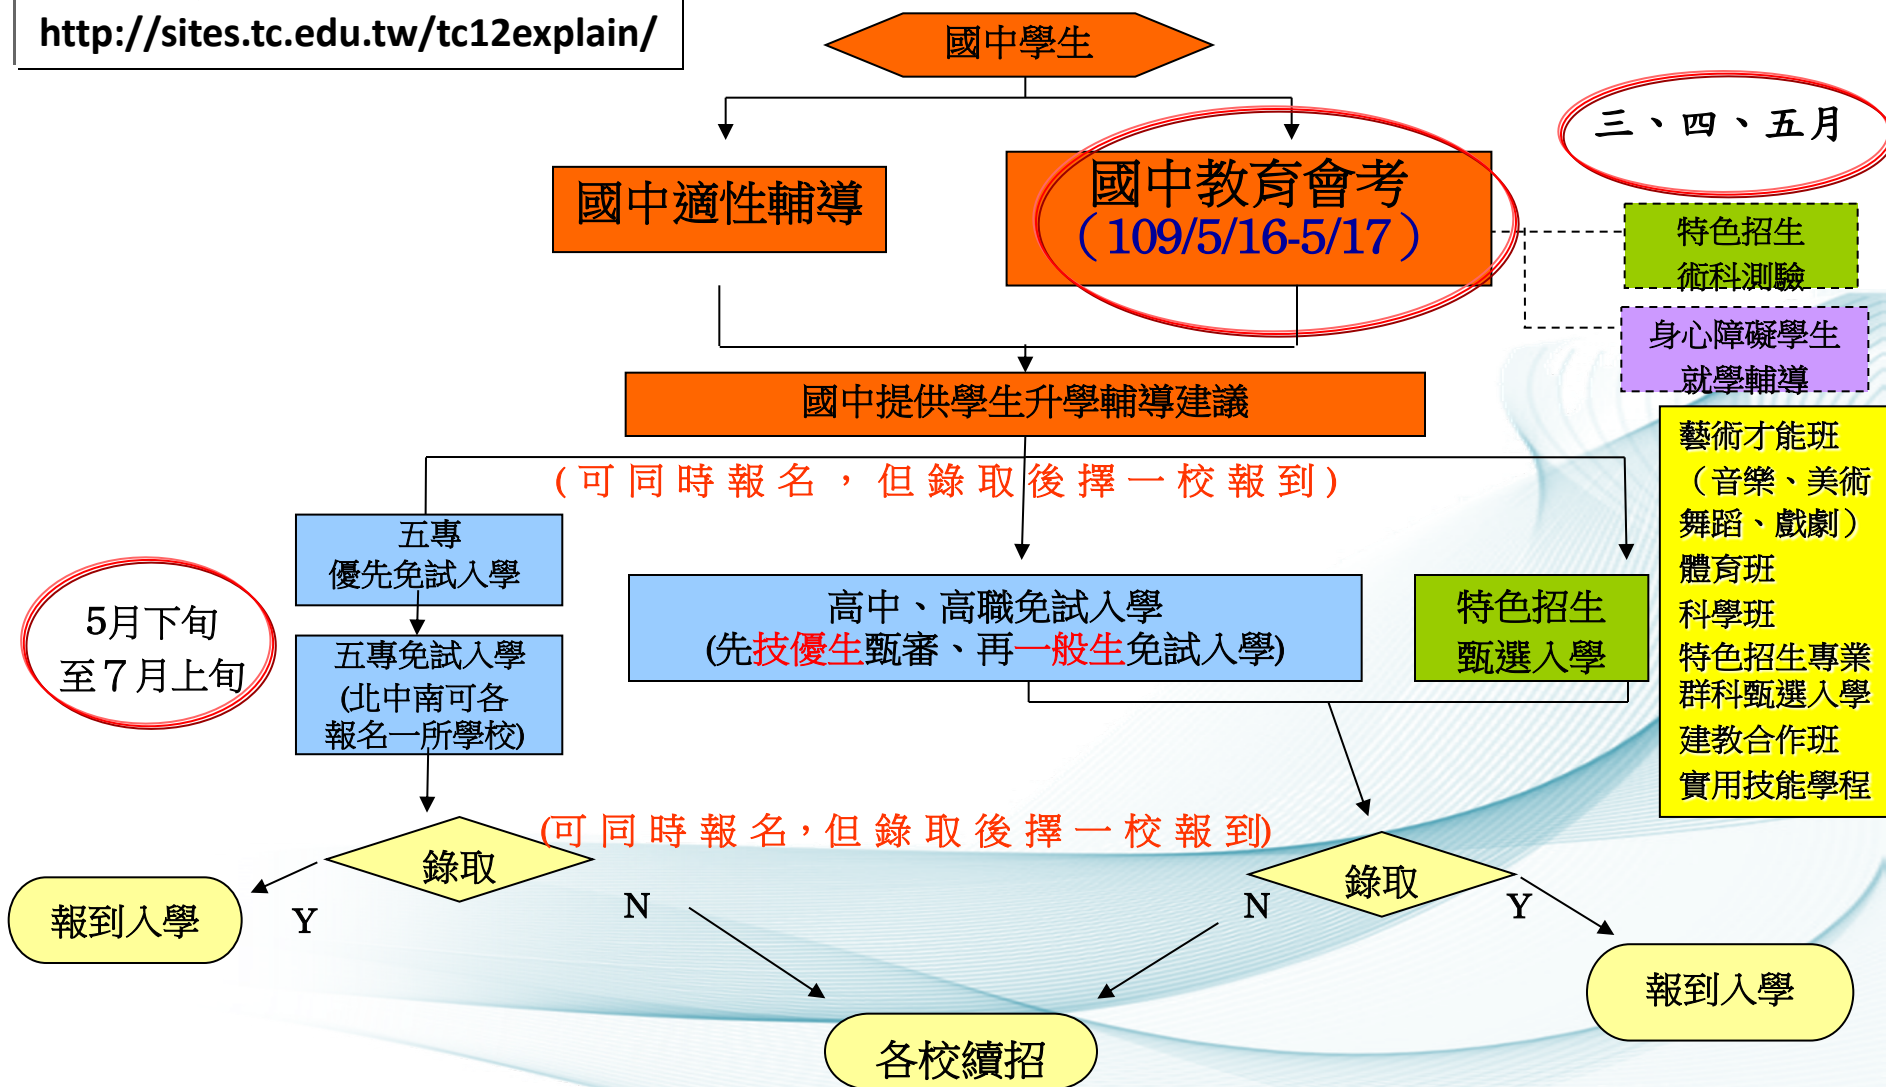 http://sites.tc.edu.tw/tc12explain/
國中學生
三、四、五月
國中適性輔導
國中教育會考
（109/5/16-5/17）
特色招生
術科測驗
身心障礙學生
就學輔導
國中提供學生升學輔導建議
(可同時報名，但錄取後擇一校報到)
藝術才能班
（音樂、美術
舞蹈、戲劇）
體育班
科學班
特色招生專業
群科甄選入學
建教合作班
實用技能學程
五專
優先免試入學
高中、高職免試入學
(先技優生甄審、再一般生免試入學)
特色招生
甄選入學
5月下旬
至７月上旬
五專免試入學
(北中南可各
報名一所學校)
(可同時報名，但錄取後擇一校報到)
錄取
錄取
Y
N
N
Y
報到入學
報到入學
各校續招